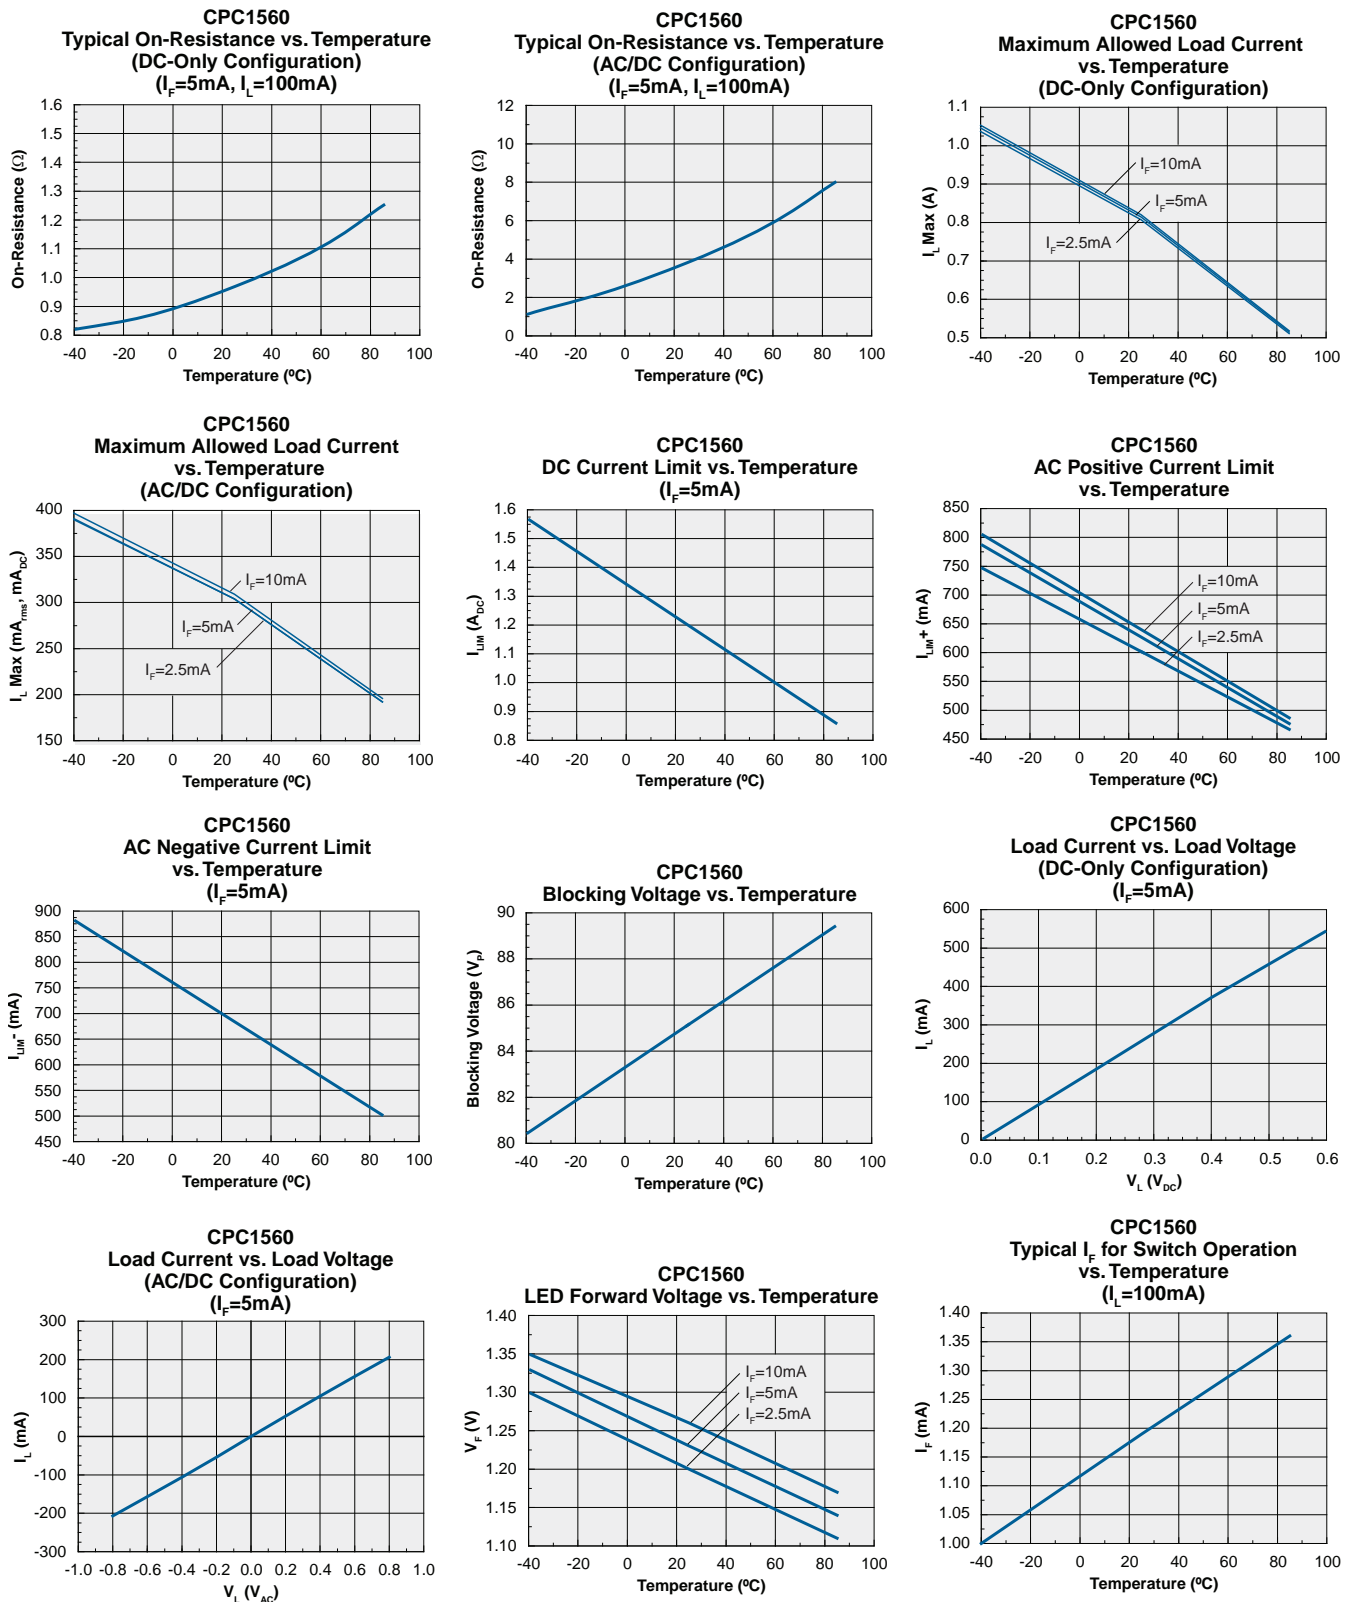 CPC1560
Typical On-Resistance vs. Temperature
(DC-Only Configuration)
(IF=5mA, IL=100mA)
On-Resistance (Ω)
1.6
1.5
1.4
1.3
1.2
1.1
1.0
0.9
0.8
-40 -20 0 20 40 60 80 100
Temperature (ºC)
CPC1560
Typical On-Resistance vs. Temperature
(AC/DC Configuration)
(IF=5mA, IL=100mA)
On-Resistance (Ω)
12
10
8
6
4
2
0
-40 -20 0 20 40 60 80 100
Temperature (ºC)
CPC1560
Maximum Allowed Load Current
vs. Temperature
(DC-Only Configuration)
IL Max (A)
1.1
1.0
0.9
0.8
0.7
0.6
0.5
IF=10mA
IF=5mA
IF=2.5mA
-40 -20 0 20 40 60 80 100
Temperature (ºC)
CPC1560
Maximum Allowed Load Current
vs. Temperature
(AC/DC Configuration)
IL Max (mArms, mADC)
400
350
300
250
200
150
IF=10mA
IF=5mA
IF=2.5mA
-40 -20 0 20 40 60 80 100
Temperature (ºC)
CPC1560
DC Current Limit vs. Temperature
(IF=5mA)
ILIM (ADC)
1.6
1.5
1.4
1.3
1.2
1.1
1.0
0.9
0.8
-40 -20 0 20 40 60 80 100
Temperature (ºC)
CPC1560
AC Positive Current Limit
vs. Temperature
ILIM+ (mA)
850
800
750
700
650
600
550
500
450
IF=10mA
IF=5mA
IF=2.5mA
-40 -20 0 20 40 60 80 100
Temperature (ºC)
CPC1560
AC Negative Current Limit
vs. Temperature
(IF=5mA)
ILIM- (mA)
900
850
800
750
700
650
600
550
500
450
-40 -20 0 20 40 60 80 100
Temperature (ºC)
CPC1560
Blocking Voltage vs. Temperature
Blocking Voltage (VP)
90
88
86
84
82
80
-40 -20 0 20 40 60 80 100
Temperature (ºC)
CPC1560
Load Current vs. Load Voltage
(DC-Only Configuration)
(IF=5mA)
IL (mA)
600
500
400
300
200
100
0
0.0 0.1 0.2 0.3 0.4 0.5 0.6
VL (VDC)
CPC1560
Load Current vs. Load Voltage
(AC/DC Configuration)
(IF=5mA)
IL (mA)
300
200
100
0
-100
-200
-300
-1.0 -0.8 -0.6 -0.4 -0.2 0.0 0.2 0.4 0.6 0.8 1.0
VL (VAC)
CPC1560
LED Forward Voltage vs. Temperature
VF (V)
1.40
1.35
1.30
1.25
1.20
1.15
1.10
IF=10mA
IF=5mA
IF=2.5mA
-40 -20 0 20 40 60 80 100
Temperature (ºC)
CPC1560
Typical IF for Switch Operation
vs. Temperature
(IL=100mA)
IF (mA)
1.40
1.35
1.30
1.25
1.20
1.10
1.05
1.00
-40 -20 0 20 40 60 80 100
Temperature (ºC)